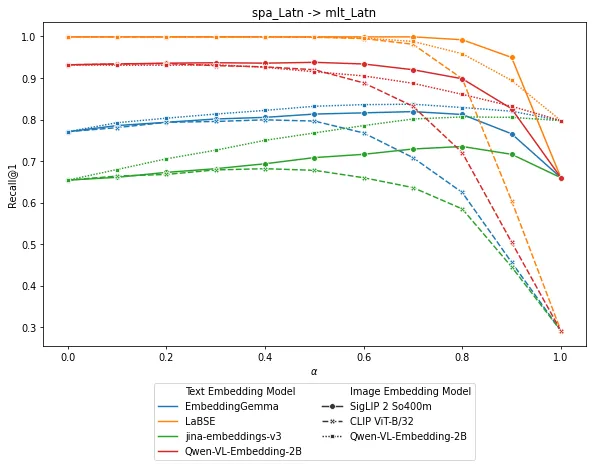 spa_Latn -> mlt_Latn
1.0
0.9
0.8
0.7
0.6
0.5
0.4
0.3
Recall@1
0.0 0.2 0.4 0.6 0.8 1.0
α
Text Embedding Model Image Embedding Model
EmbeddingGemma SigLIP 2 So400m
LaBSE CLIP ViT-B/32
jina-embeddings-v3 Qwen-VL-Embedding-2B
Qwen-VL-Embedding-2B